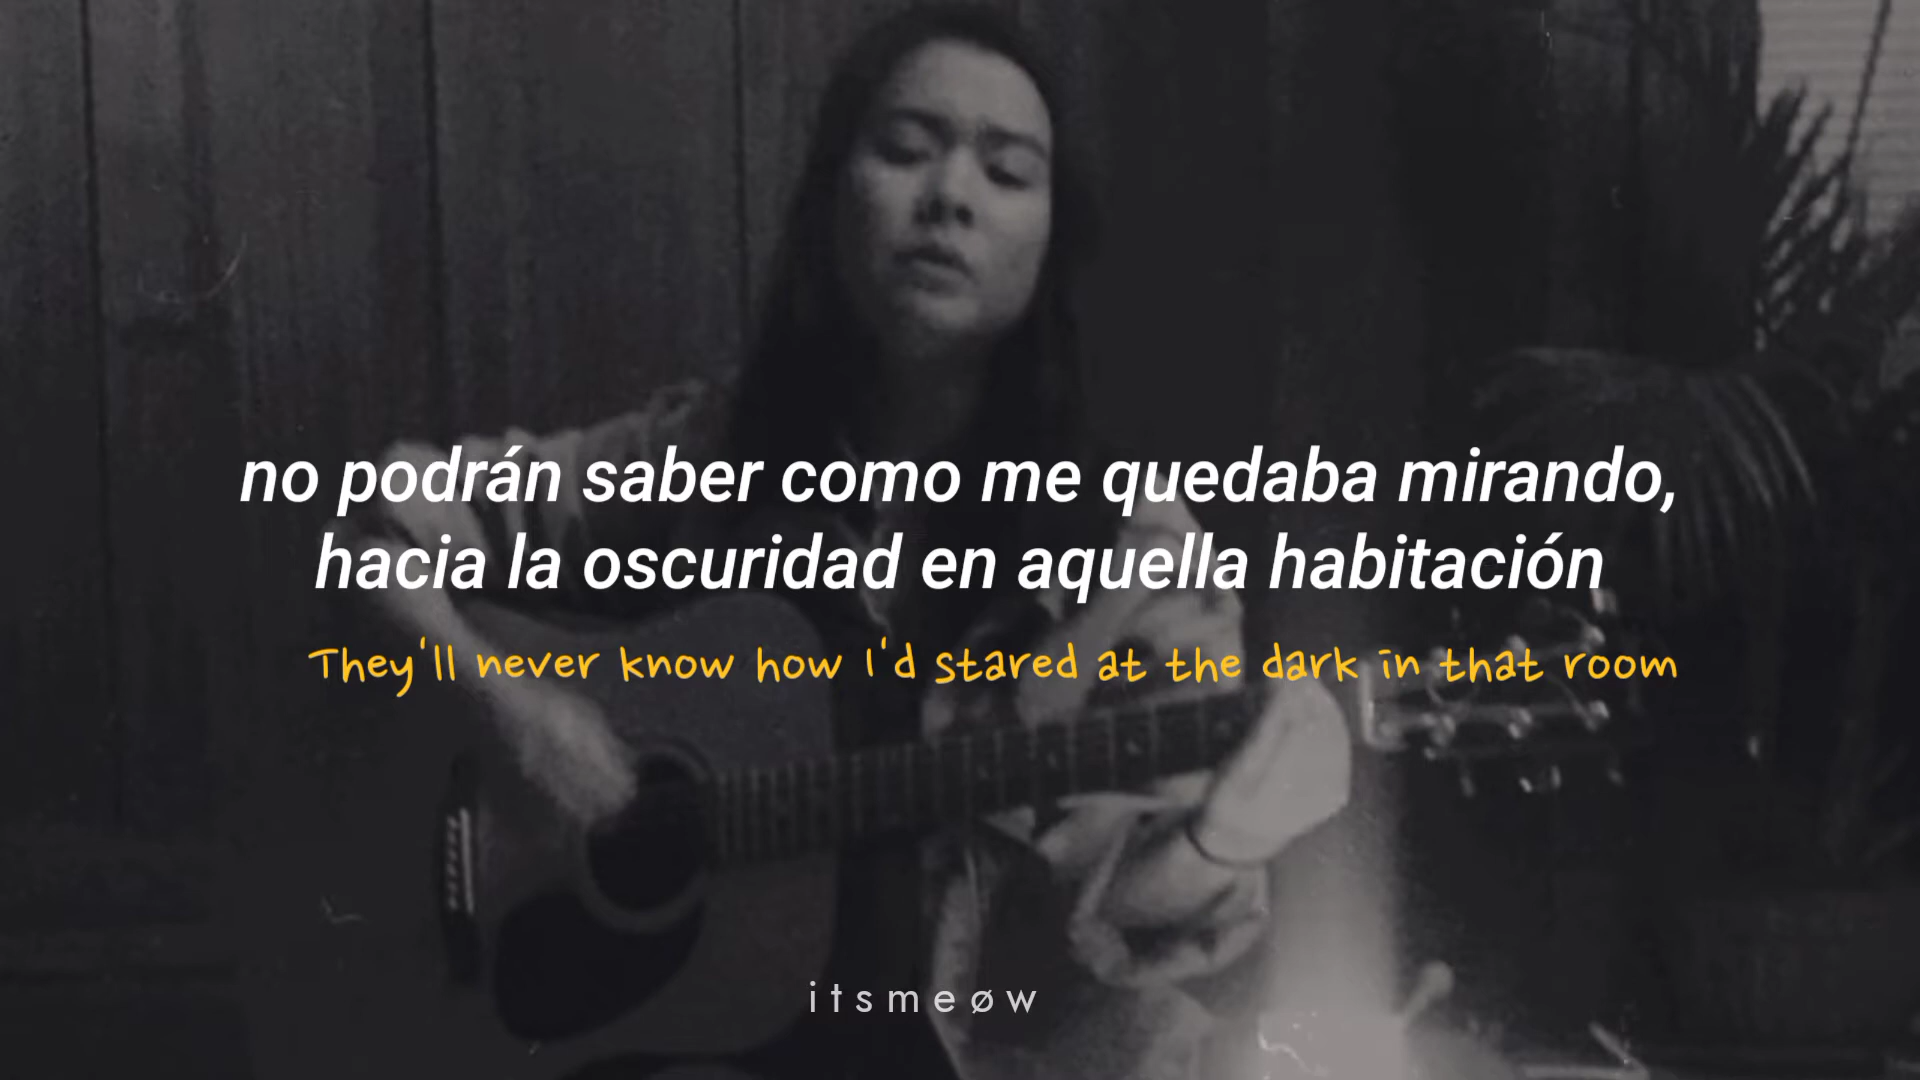 no podrán saber como me quedaba mirando,
hacia la oscuridad en aquella habitación
They'll never know how I'd stared at the dark in that room
itsmeøw